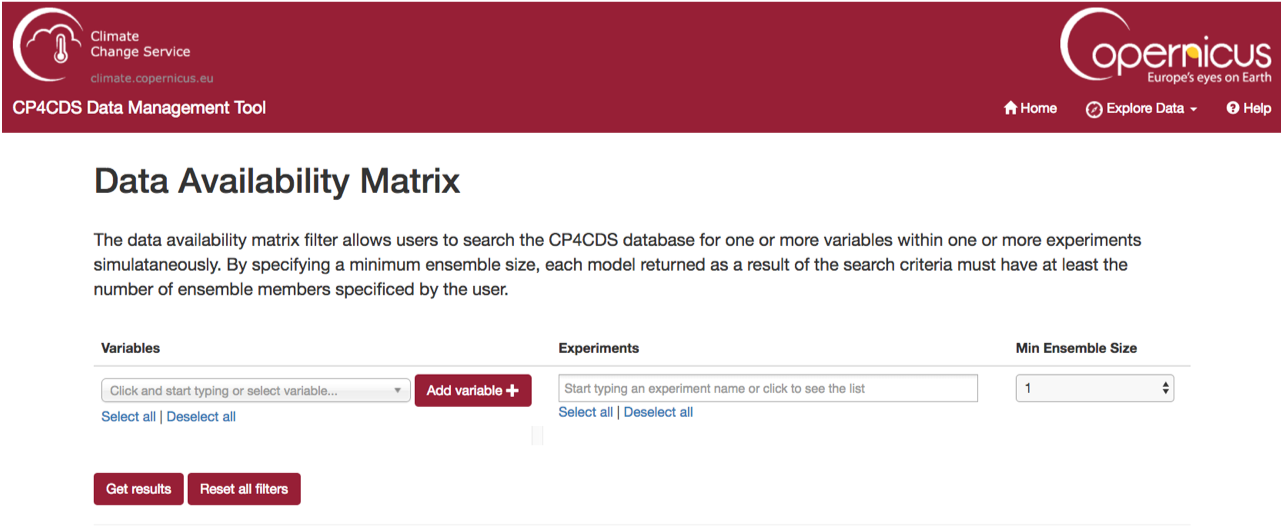 Climate
Change Service
climate.copernicus.eu
Copernicus
Europe's eyes on Earth
CP4CDS Data Management Tool
Home Explore Data Help
Data Availability Matrix
The data availability matrix filter allows users to search the CP4CDS database for one or more variables within one or more experiments
simulataneously. By specifying a minimum ensemble size, each model returned as a result of the search criteria must have at least the
number of ensemble members specificed by the user.
Variables Experiments Min Ensemble Size
Click and start typing or select variable... Add variable + Start typing an experiment name or click to see the list 1
Select all | Deselect all Select all | Deselect all
Get results Reset all filters